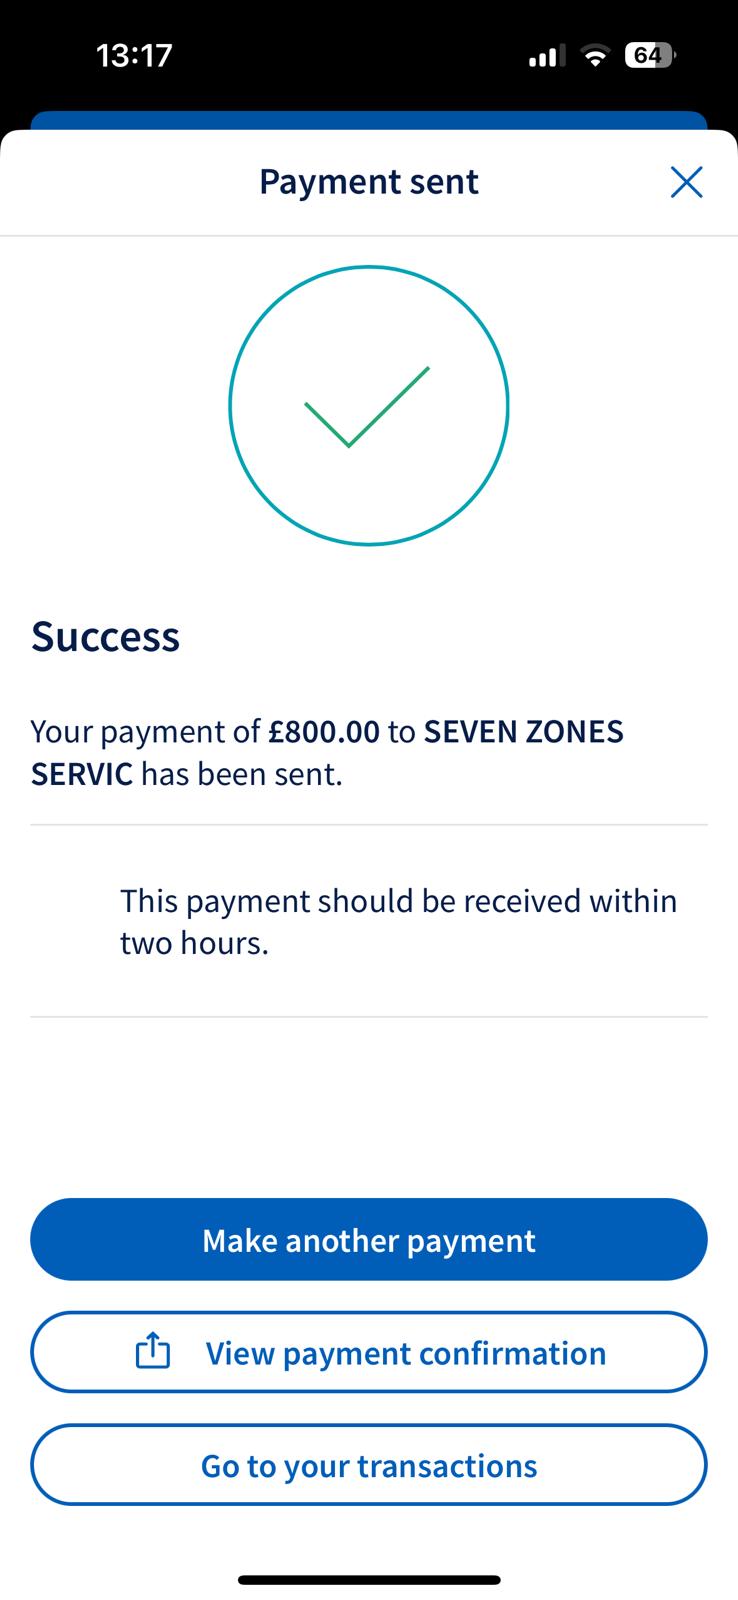 13:17
64
Payment sent
Success
Your payment of £800.00 to SEVEN ZONES
SERVIC has been sent.
This payment should be received within
two hours.
Make another payment
View payment confirmation
Go to your transactions